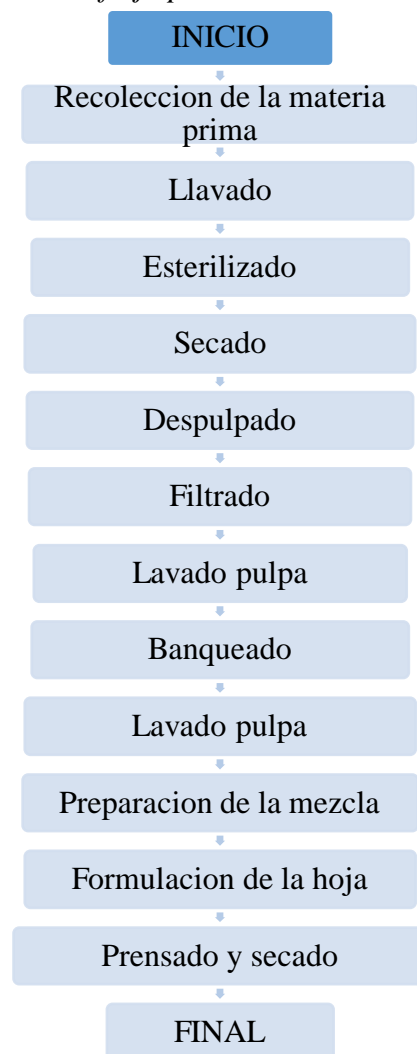 INICIO
Recoleccion de la materia
prima
Llavado
Esterilizado
Secado
Despulpado
Filtrado
Lavado pulpa
Banqueado
Lavado pulpa
Preparacion de la mezcla
Formulacion de la hoja
Prensado y secado
FINAL